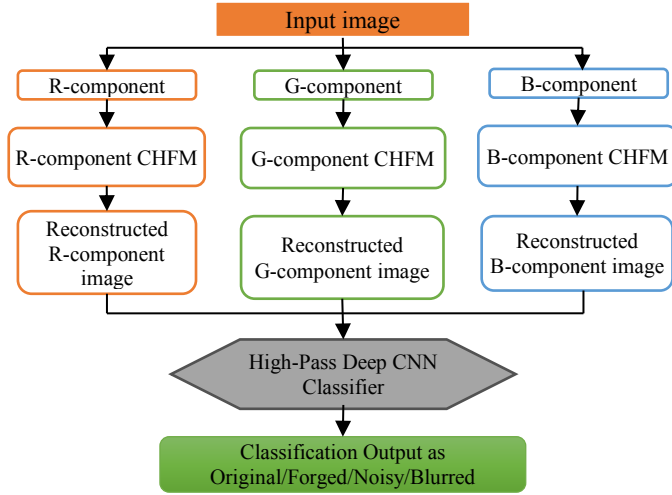 Input image
R-component
G-component
B-component
R-component CHFM
G-component CHFM
B-component CHFM
Reconstructed
R-component
image
Reconstructed
G-component image
Reconstructed
B-component image
High-Pass Deep CNN
Classifier
Classification Output as
Original/Forged/Noisy/Blurred